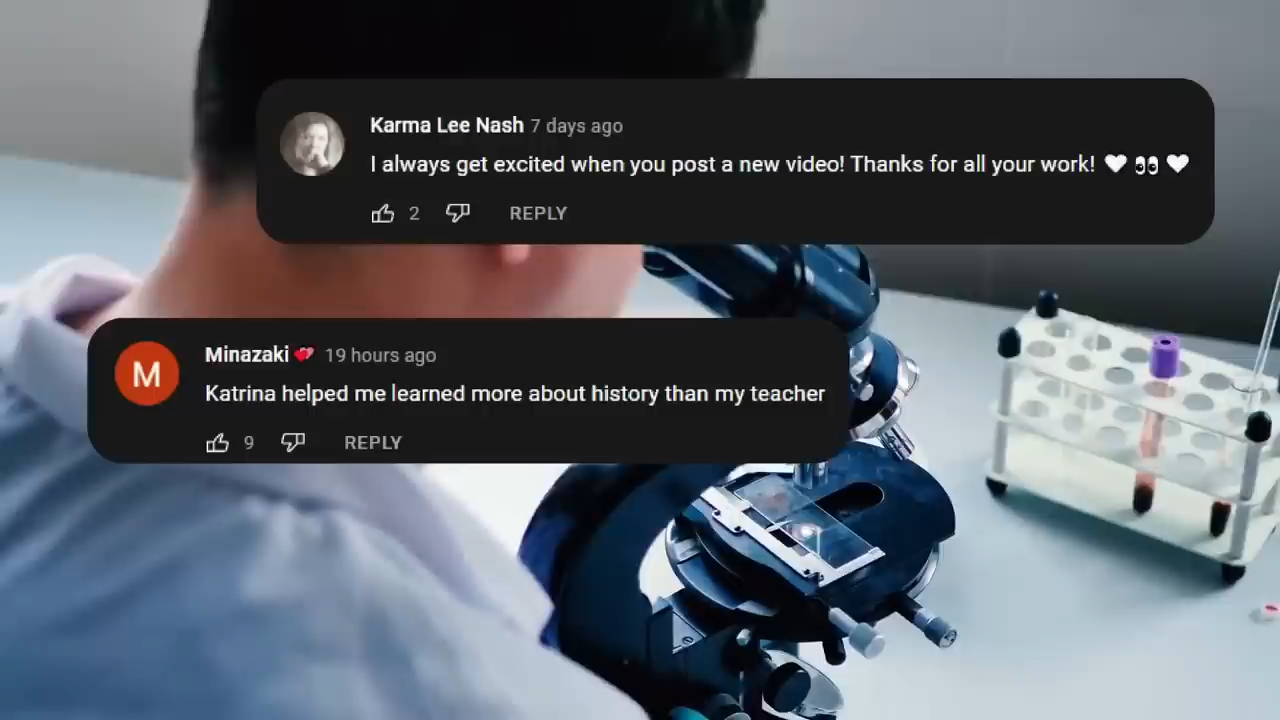 Karma Lee Nash 7 days ago
I always get excited when you post a new video! Thanks for all your work! 🤍 👀 🤍
2 REPLY
M
Minazaki 💕 19 hours ago
Katrina helped me learned more about history than my teacher
9 REPLY